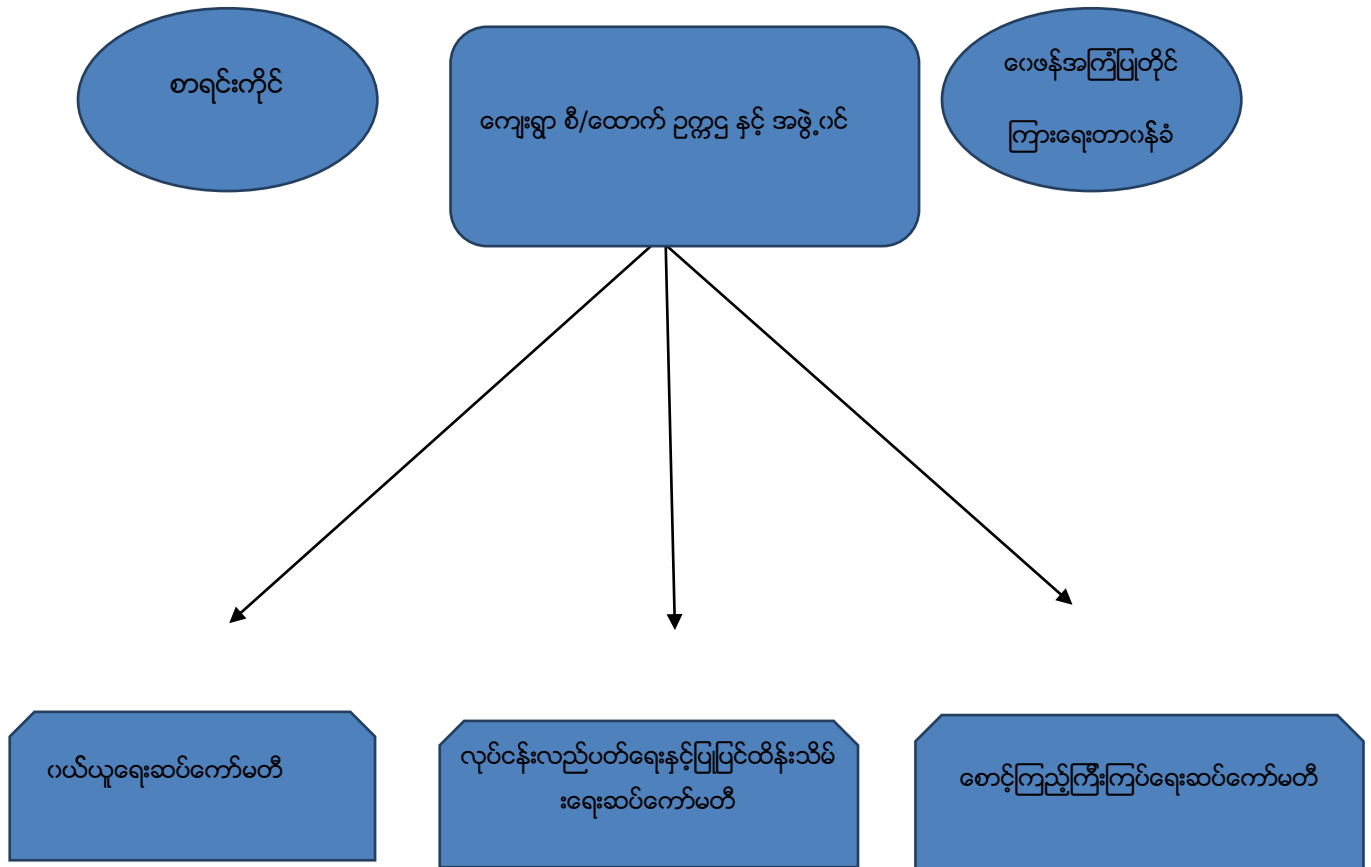 စာရင်းကိုင်
ကျေးရွာ စီ/ထောက် ဥက္ကဌ နှင့် အဖွဲ့ဝင်
ဝေဖန်အကြံပြုတိုင်
ကြားရေးတာဝန်ခံ
ဝယ်ယူရေးဆပ်ကော်မတီ
လုပ်ငန်းလည်ပတ်ရေးနှင့်ပြုပြင်ထိန်းသိမ်
းရေးဆပ်ကော်မတီ
စောင့်ကြည့်ကြီးကြပ်ရေးဆပ်ကော်မတီ